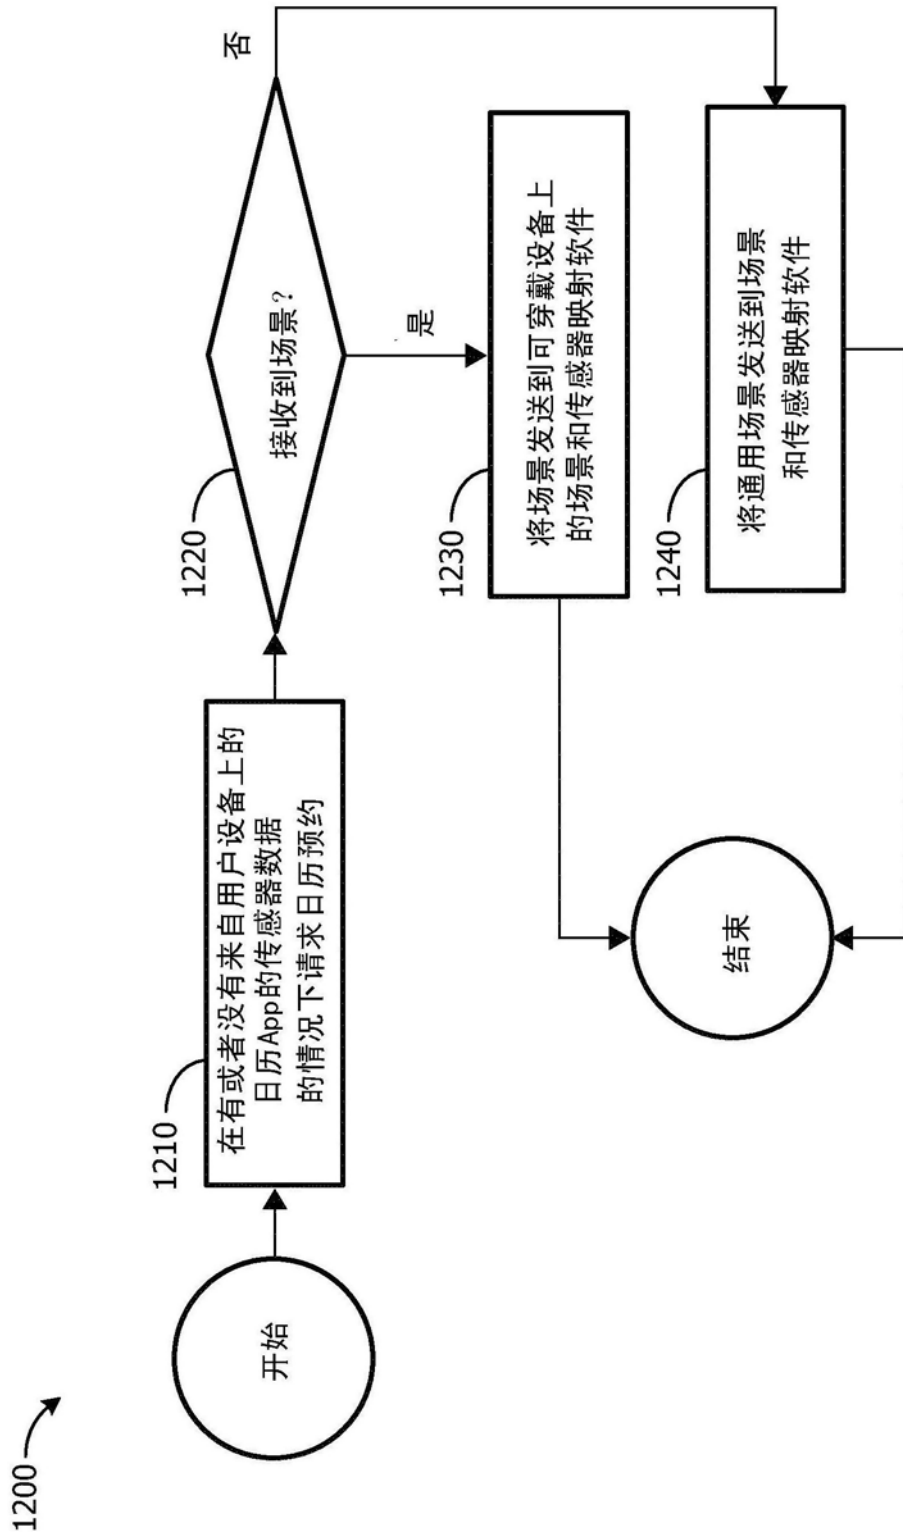 1200
开始
1210
在有或者没有来自用户设备上的
日历App的传感器数据
的情况下请求日历预约
1220
接收到场景?
否
是
1230
将场景发送到可穿戴设备上
的场景和传感器映射软件
1240
将通用场景发送到场景
和传感器映射软件
结束